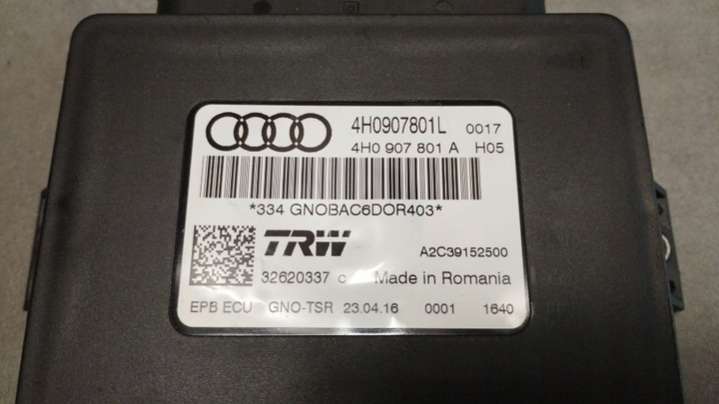 4H0907801L 0017
4H0 907 801 A H05
*334 GNOBAC6DOR403*
TRW A2C39152500
32620337 c Made in Romania
EPB ECU GNO-TSR 23.04.16 0001 1640